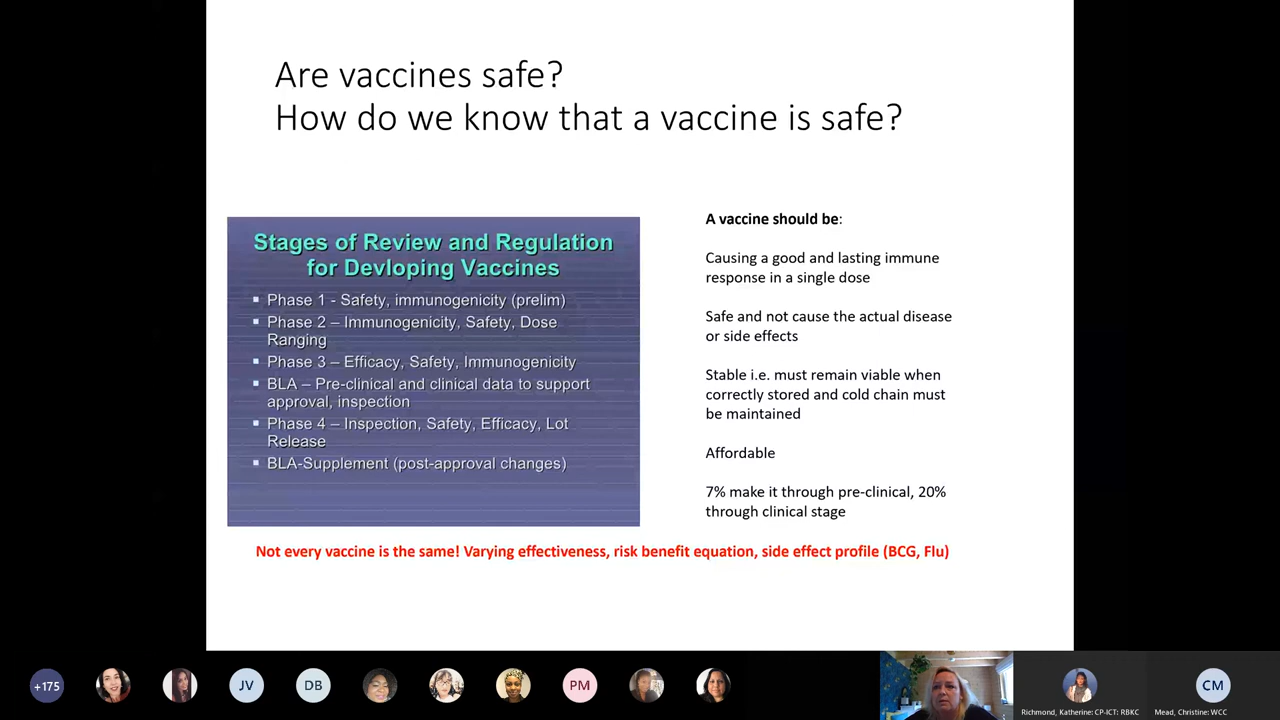 Are vaccines safe?
How do we know that a vaccine is safe?
Stages of Review and Regulation
for Devloping Vaccines
Phase 1 - Safety, immunogenicity (prelim)
Phase 2 – Immunogenicity, Safety, Dose
Ranging
Phase 3 – Efficacy, Safety, Immunogenicity
BLA – Pre-clinical and clinical data to support
approval, inspection
Phase 4 – Inspection, Safety, Efficacy, Lot
Release
BLA-Supplement (post-approval changes)
A vaccine should be:
Causing a good and lasting immune
response in a single dose
Safe and not cause the actual disease
or side effects
Stable i.e. must remain viable when
correctly stored and cold chain must
be maintained
Affordable
7% make it through pre-clinical, 20%
through clinical stage
Not every vaccine is the same! Varying effectiveness, risk benefit equation, side effect profile (BCG, Flu)
+175
JV
DB
PM
CM
Richmond, Katherine: CP-ICT: RBKC
Mead, Christine: WCC